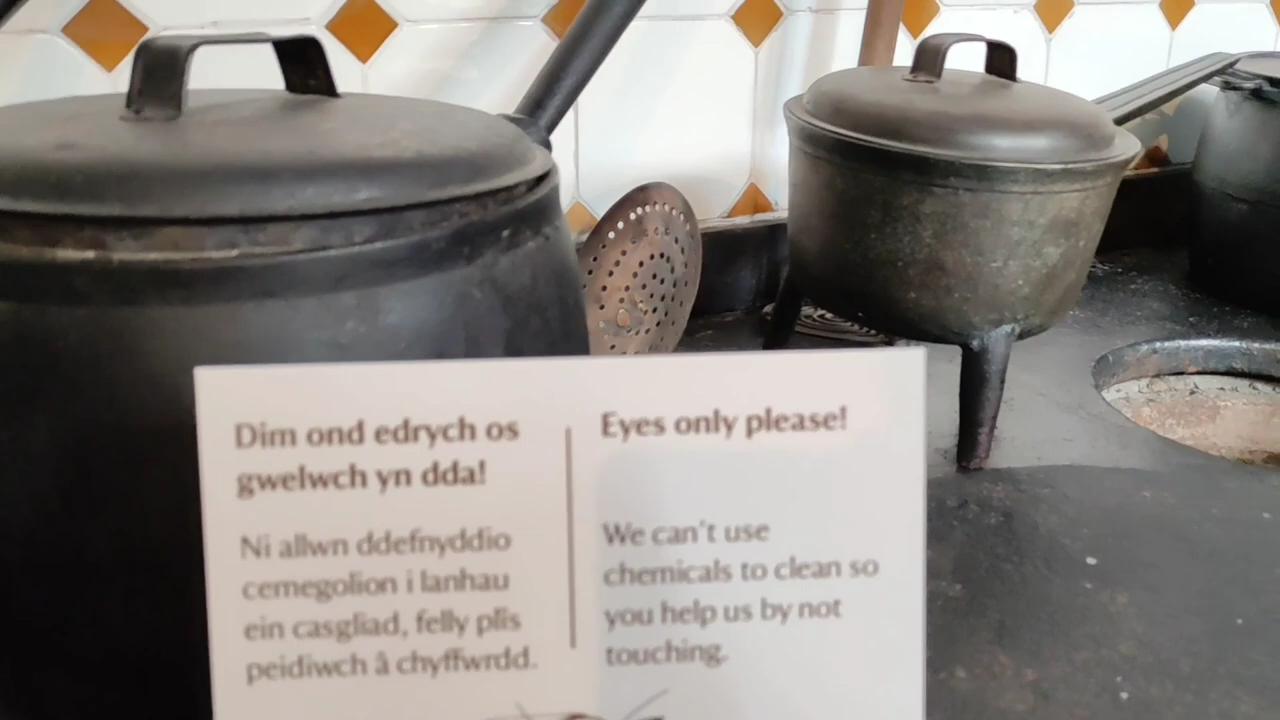 Dim ond edrych os
gwelwch yn dda!
Ni allwn ddefnyddio
cemegolion i lanhau
ein casgliad, felly plîs
peidiwch â chyffwrdd.
Eyes only please!
We can't use
chemicals to clean so
you help us by not
touching.